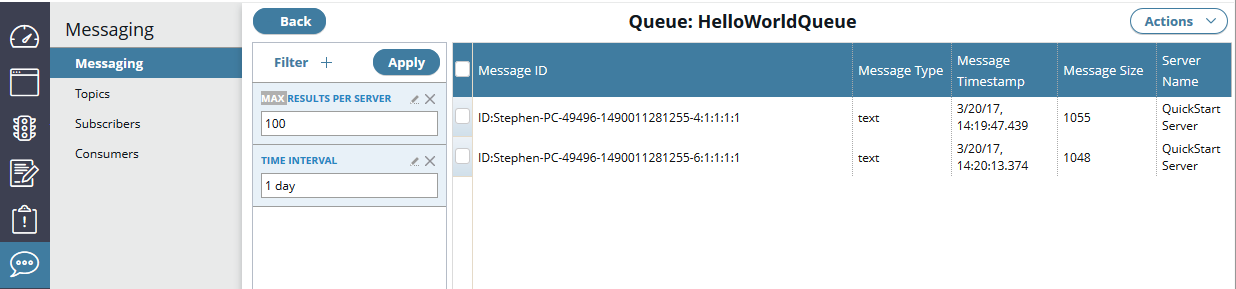 Messaging
Messaging
Topics
Subscribers
Consumers
Back
Queue: HelloWorldQueue
Actions
Filter +
Apply
MAX RESULTS PER SERVER
100
TIME INTERVAL
1 day
Message ID
Message Type
Message
Timestamp
Message Size
Server
Name
ID:Stephen-PC-49496-1490011281255-4:1:1:1:1
text
3/20/17,
14:19:47.439
1055
QuickStart
Server
ID:Stephen-PC-49496-1490011281255-6:1:1:1:1
text
3/20/17,
14:20:13.374
1048
QuickStart
Server